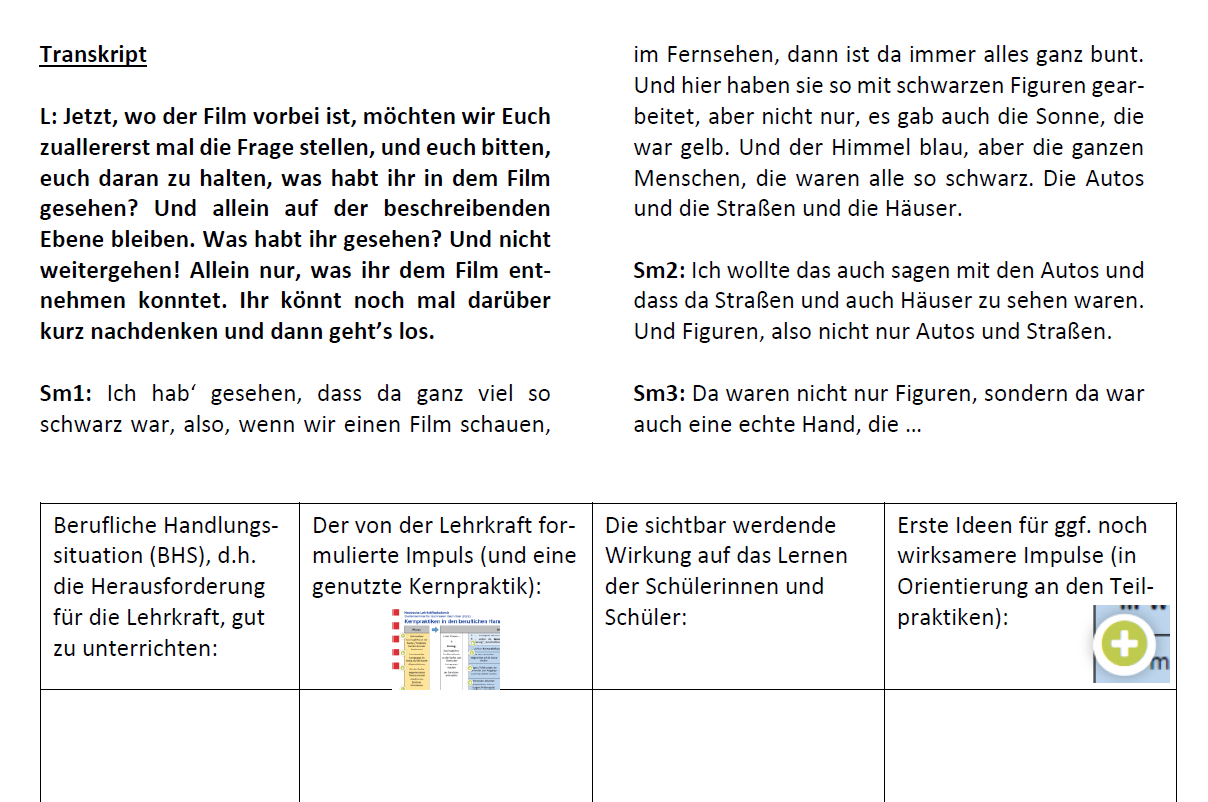 Transkript
L: Jetzt, wo der Film vorbei ist, möchten wir Euch
zuallererst mal die Frage stellen, und euch bitten,
euch daran zu halten, was habt ihr in dem Film
gesehen? Und allein auf der beschreibenden
Ebene bleiben. Was habt ihr gesehen? Und nicht
weitergehen! Allein nur, was ihr dem Film ent-
nehmen konntet. Ihr könnt noch mal darüber
kurz nachdenken und dann geht’s los.
Sm1: Ich hab‘ gesehen, dass da ganz viel so
schwarz war, also, wenn wir einen Film schauen,
im Fernsehen, dann ist da immer alles ganz bunt.
Und hier haben sie so mit schwarzen Figuren gear-
beitet, aber nicht nur, es gab auch die Sonne, die
war gelb. Und der Himmel blau, aber die ganzen
Menschen, die waren alle so schwarz. Die Autos
und die Straßen und die Häuser.
Sm2: Ich wollte das auch sagen mit den Autos und
dass da Straßen und auch Häuser zu sehen waren.
Und Figuren, also nicht nur Autos und Straßen.
Sm3: Da waren nicht nur Figuren, sondern da war
auch eine echte Hand, die …
Berufliche Handlungs-
situation (BHS), d.h.
die Herausforderung
für die Lehrkraft, gut
zu unterrichten:
Der von der Lehrkraft for-
mulierte Impuls (und eine
genutzte Kernpraktik):
Kernpraktiken in den beruflichen Han
Die sichtbar werdende
Wirkung auf das Lernen
der Schülerinnen und
Schüler:
Erste Ideen für ggf. noch
wirksamere Impulse (in
Orientierung an den Teil-
praktiken):